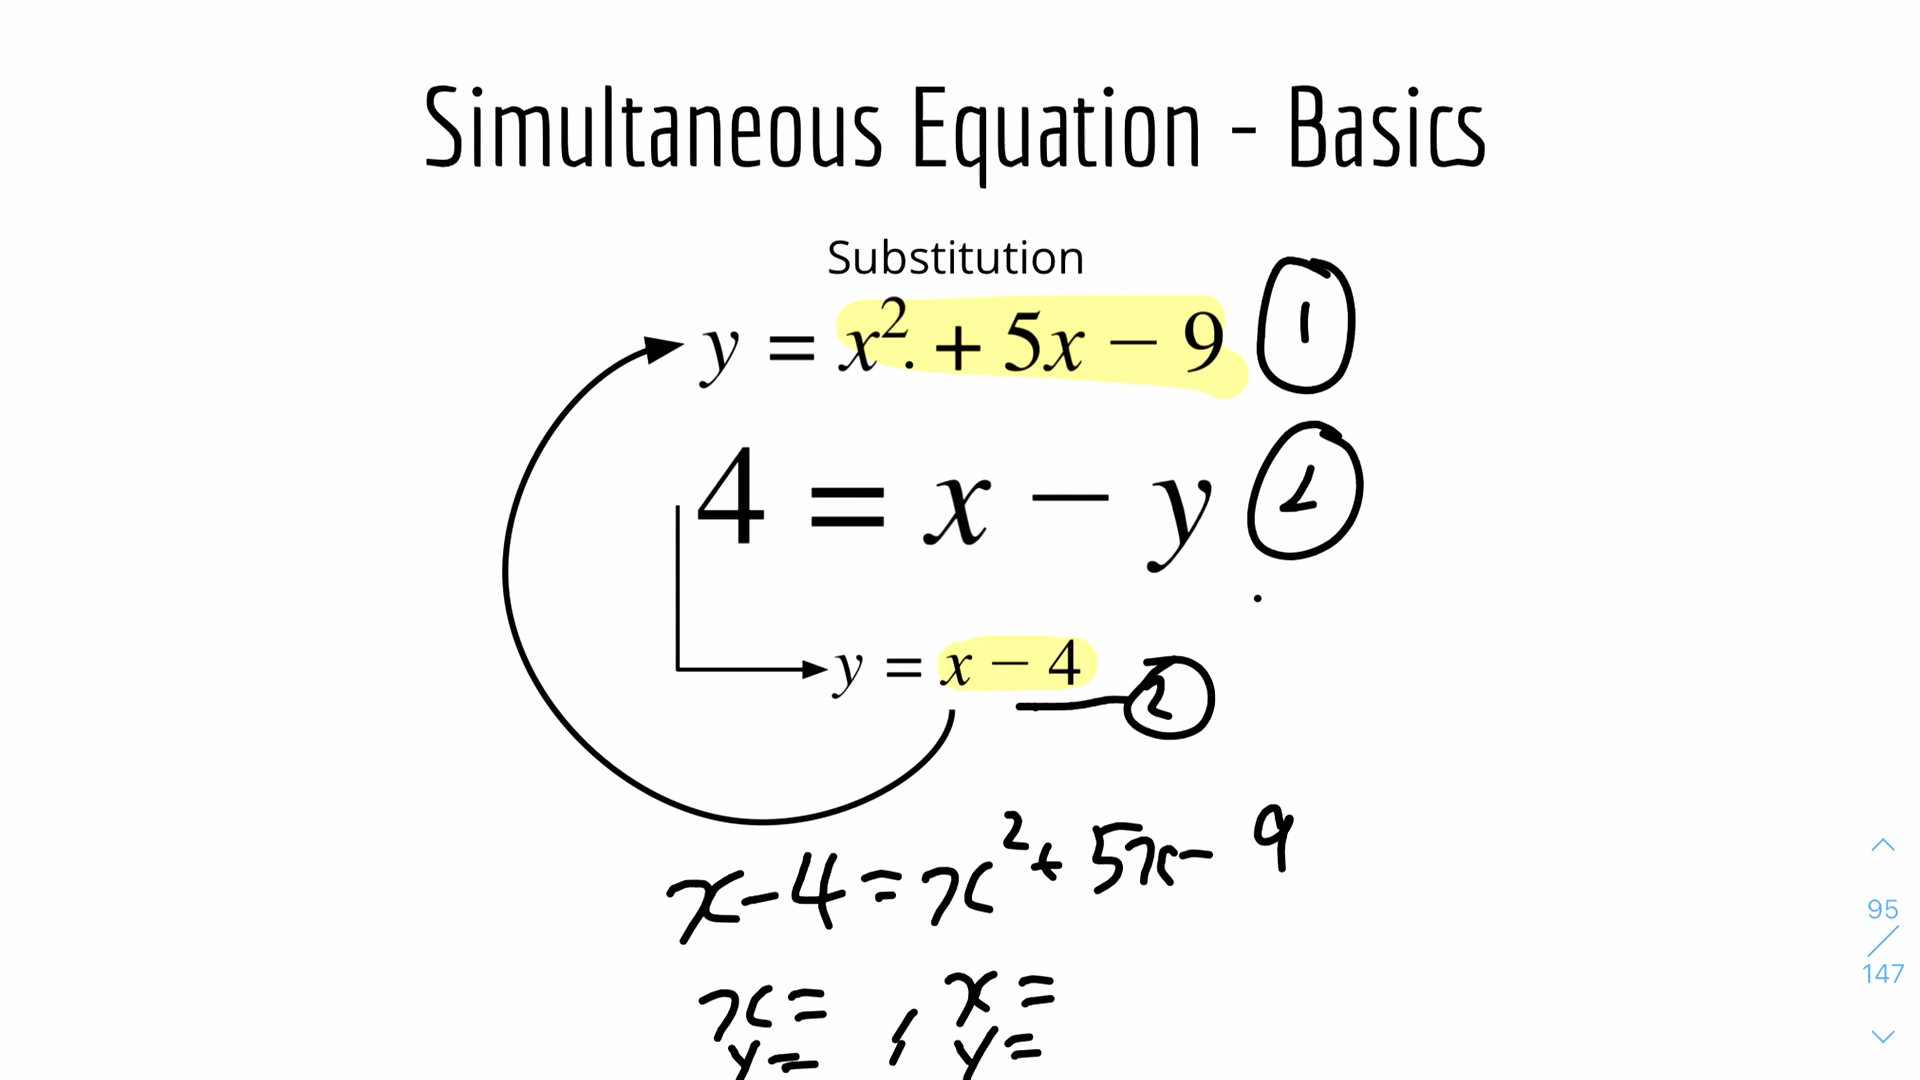 Simultaneous Equation - Basics
Substitution
y = x² + 5x − 9 ①
4 = x − y ②
y = x − 4 ②
x - 4 = x² + 5x - 9
x = , x =
y = y =
95
/
147